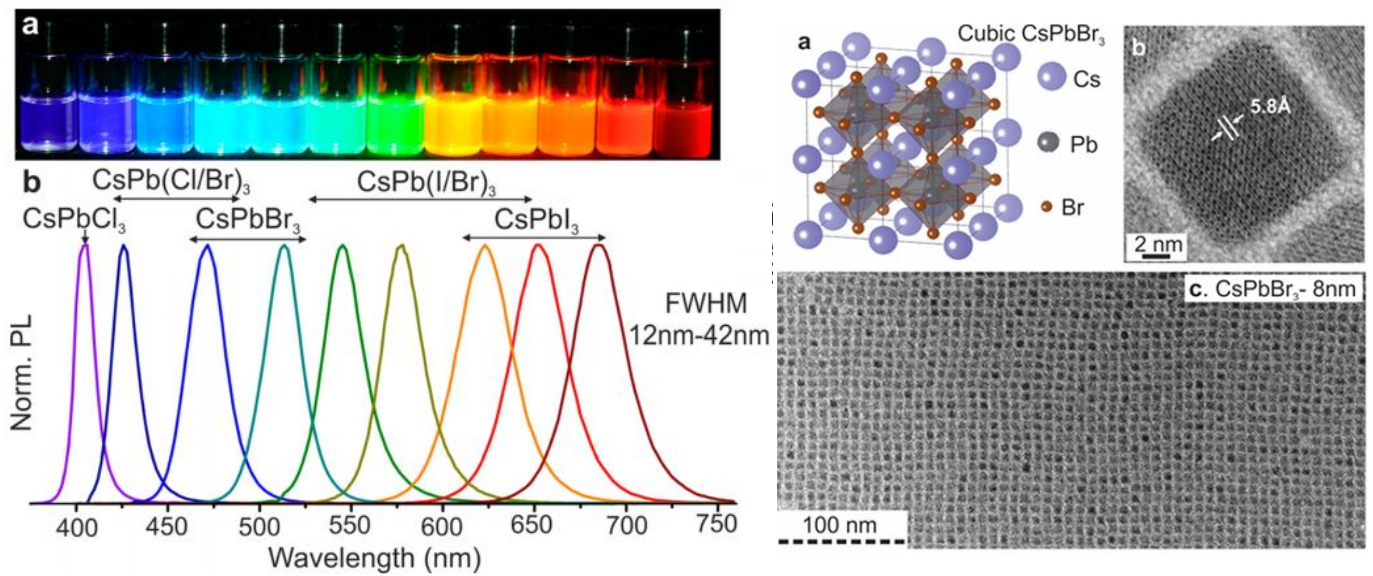 a
b
CsPb(Cl/Br)₃
CsPb(I/Br)₃
CsPbCl₃
CsPbBr₃
CsPbI₃
FWHM
12nm-42nm
Norm. PL
400 450 500 550 600 650 700 750
Wavelength (nm)
a
Cubic CsPbBr₃
Cs
Pb
Br
b
5.8Å
2 nm
c. CsPbBr₃- 8nm
100 nm